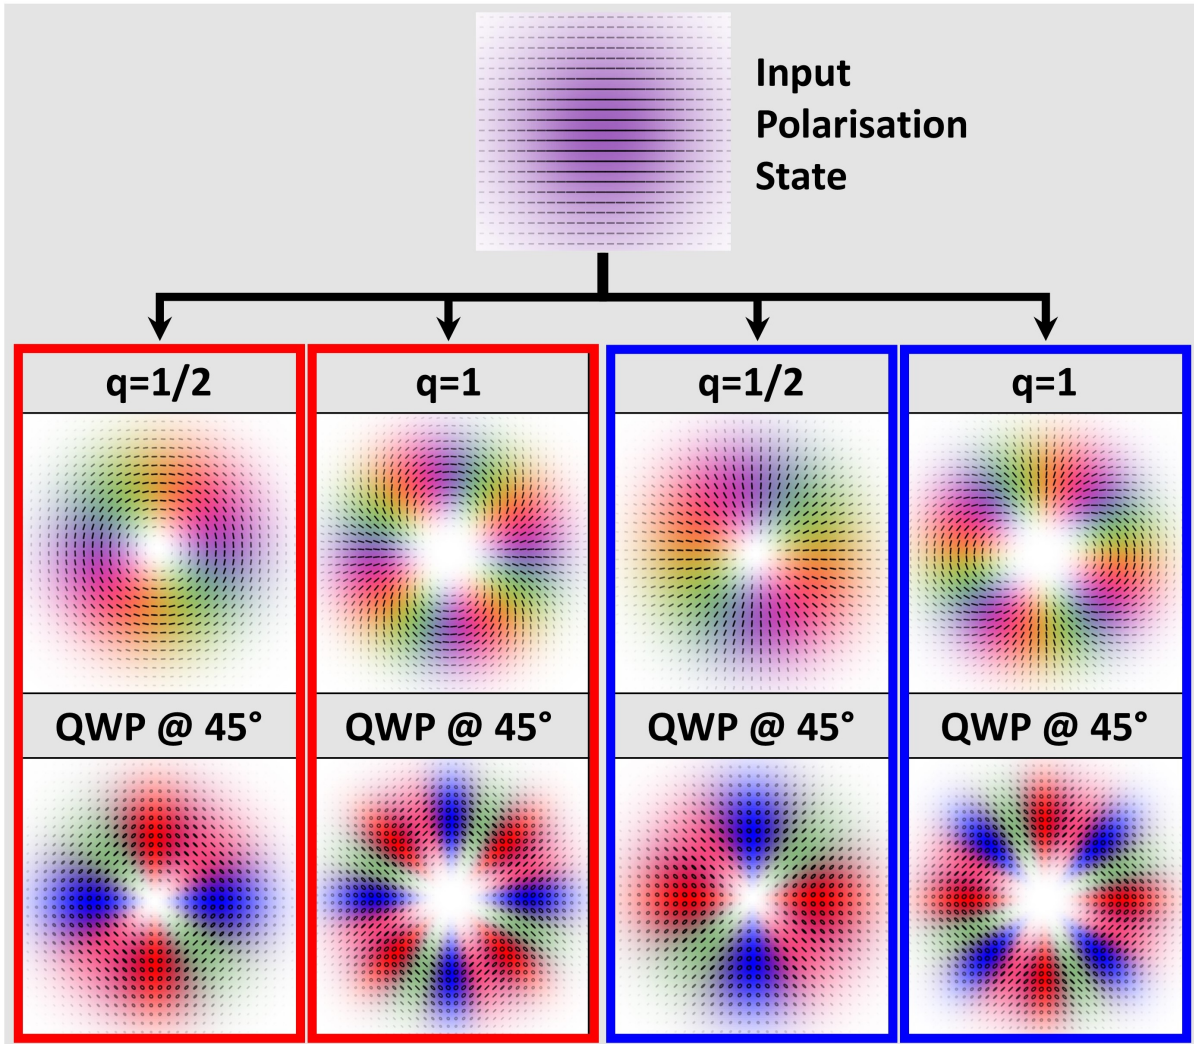 Input
Polarisation
State
q=1/2
q=1
q=1/2
q=1
QWP @ 45°
QWP @ 45°
QWP @ 45°
QWP @ 45°